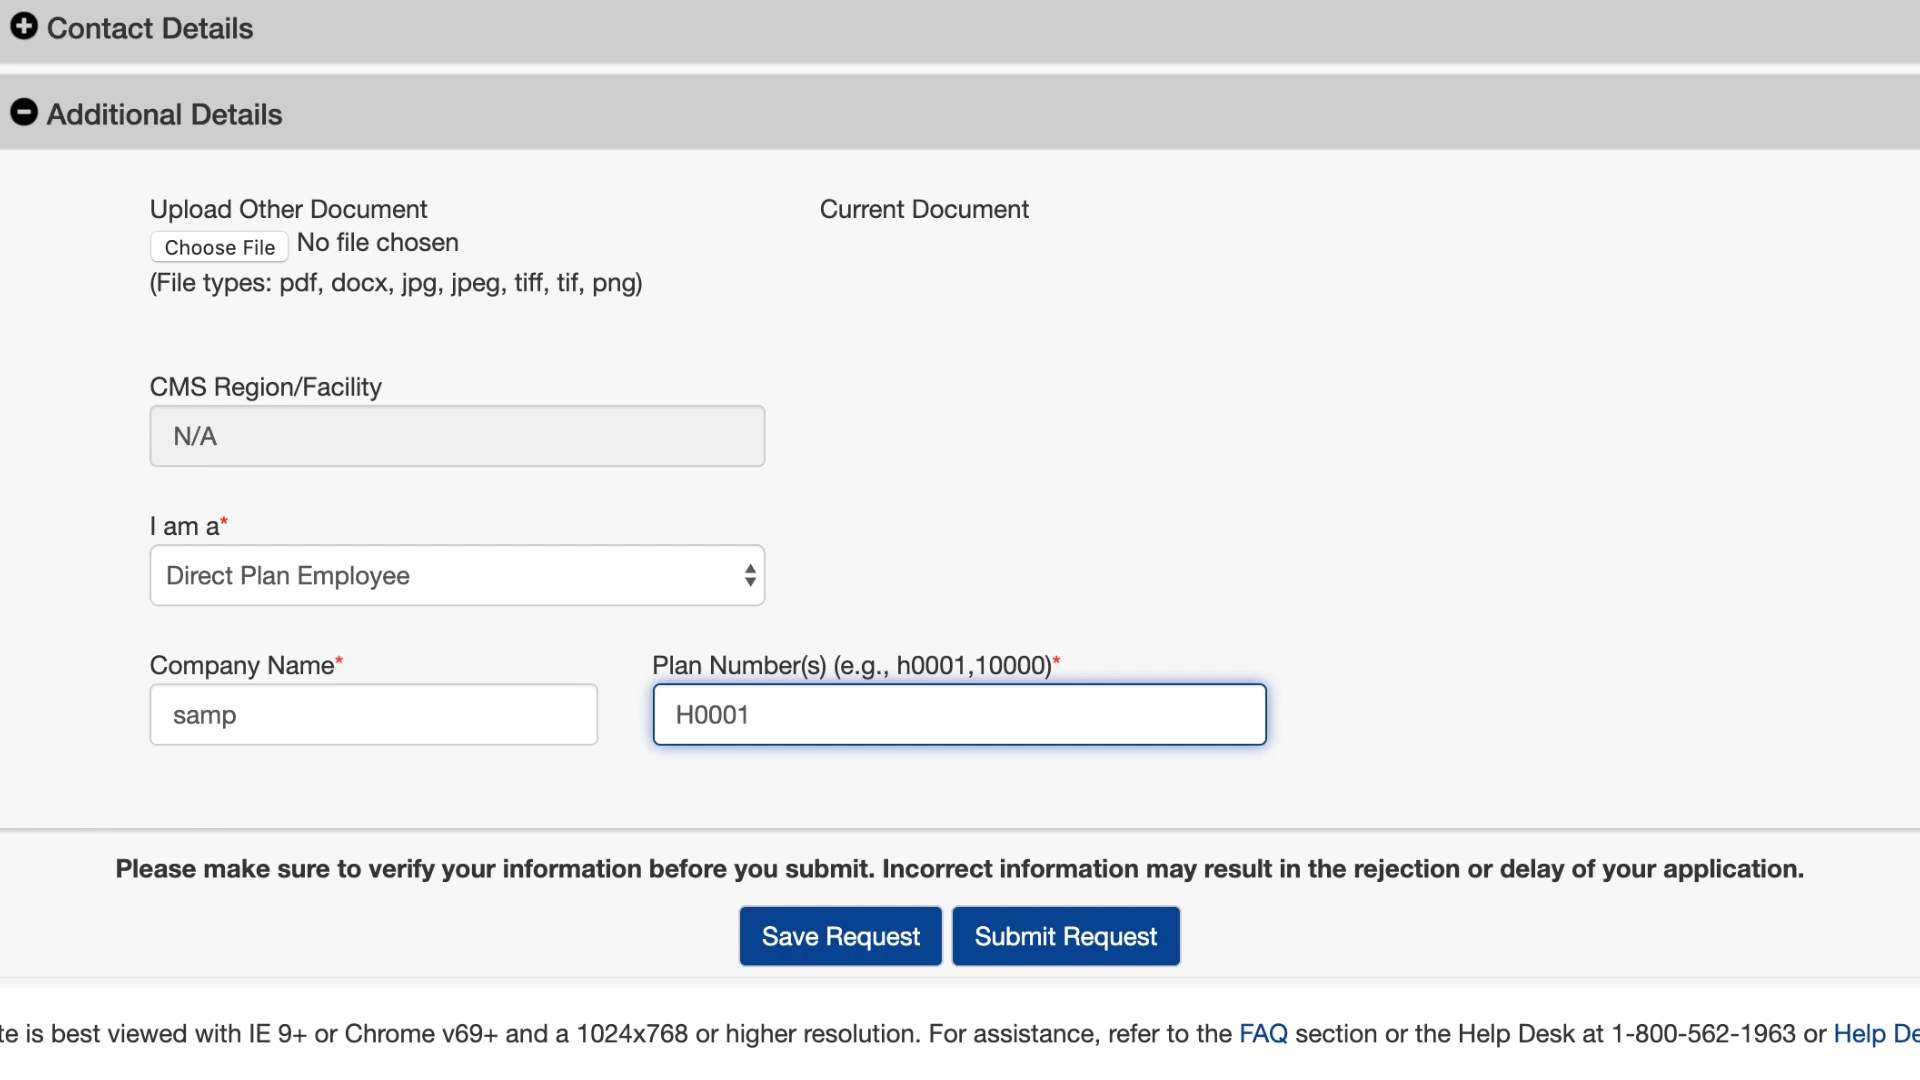 Contact Details
Additional Details
Upload Other Document
Current Document
Choose File No file chosen
(File types: pdf, docx, jpg, jpeg, tiff, tif, png)
CMS Region/Facility
N/A
I am a*
Direct Plan Employee
Company Name*
Plan Number(s) (e.g., h0001,10000)*
samp
H0001
Please make sure to verify your information before you submit. Incorrect information may result in the rejection or delay of your application.
Save Request
Submit Request
te is best viewed with IE 9+ or Chrome v69+ and a 1024x768 or higher resolution. For assistance, refer to the FAQ section or the Help Desk at 1-800-562-1963 or Help De